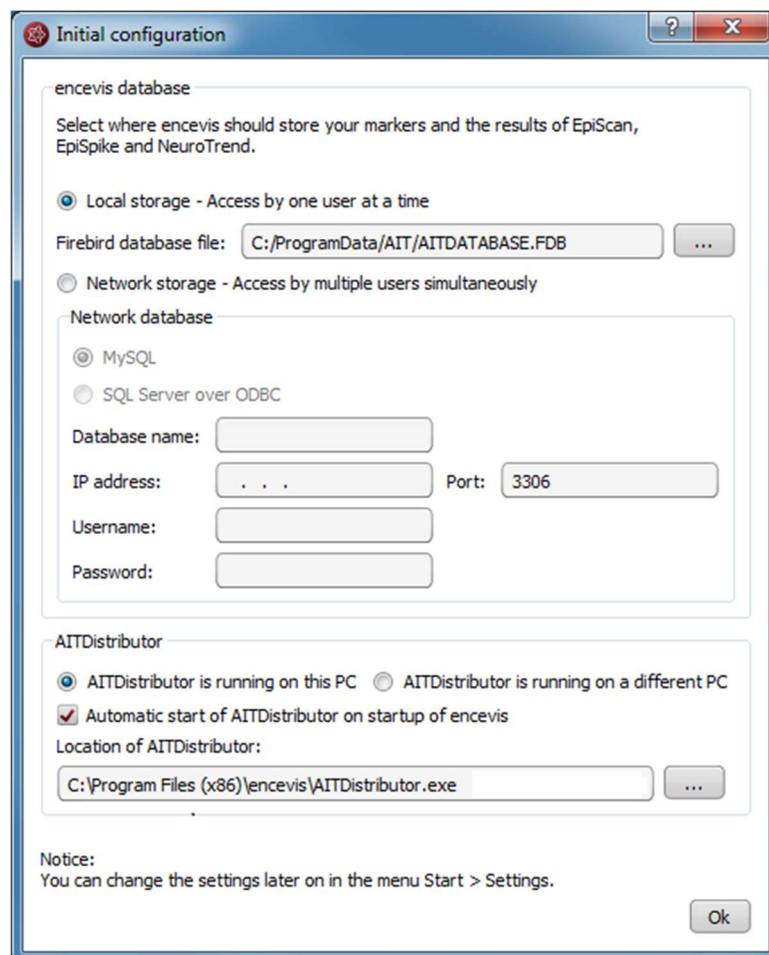 Initial configuration
encevis database
Select where encevis should store your markers and the results of EpiScan,
EpiSpike and NeuroTrend.
Local storage - Access by one user at a time
Firebird database file: C:/ProgramData/AIT/AITDATABASE.FDB ...
Network storage - Access by multiple users simultaneously
Network database
MySQL
SQL Server over ODBC
Database name:
IP address: . . . Port: 3306
Username:
Password:
AITDistributor
AITDistributor is running on this PC AITDistributor is running on a different PC
Automatic start of AITDistributor on startup of encevis
Location of AITDistributor:
C:\Program Files (x86)\encevis\AITDistributor.exe ...
Notice:
You can change the settings later on in the menu Start > Settings.
Ok